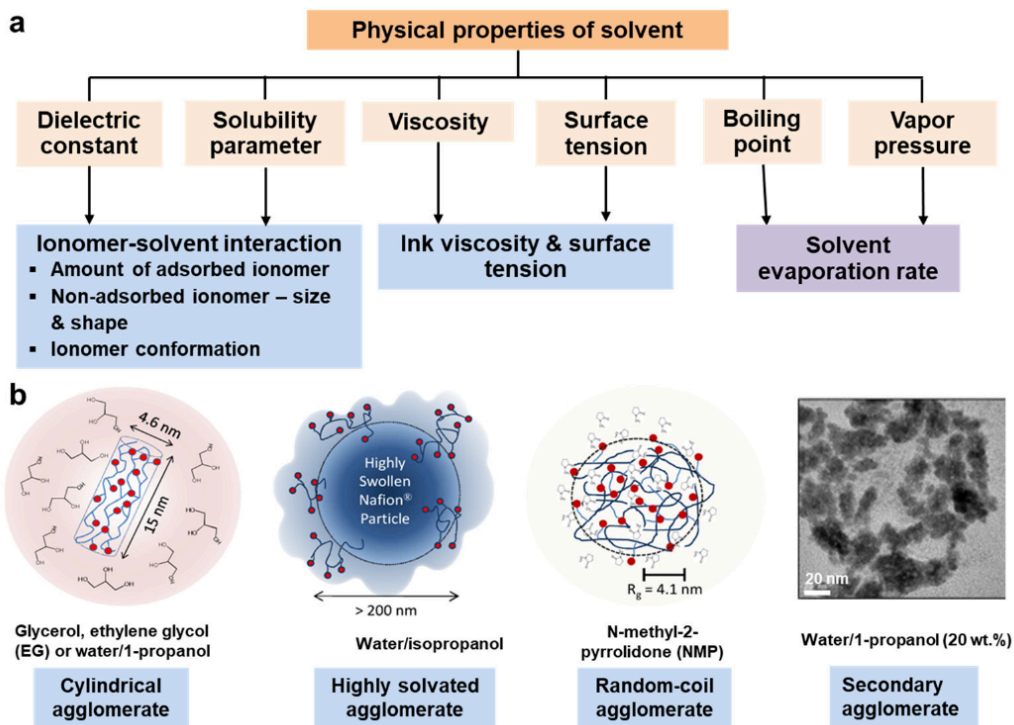 a
Physical properties of solvent
Dielectric
constant
Solubility
parameter
Viscosity
Surface
tension
Boiling
point
Vapor
pressure
Ionomer-solvent interaction
▪ Amount of adsorbed ionomer
▪ Non-adsorbed ionomer – size
& shape
▪ Ionomer conformation
Ink viscosity & surface
tension
Solvent
evaporation rate
b
4.6 nm
15 nm
Glycerol, ethylene glycol
(EG) or water/1-propanol
Cylindrical
agglomerate
Highly
Swollen
Nafion®
Particle
> 200 nm
Water/isopropanol
Highly solvated
agglomerate
Rg = 4.1 nm
N-methyl-2-
pyrrolidone (NMP)
Random-coil
agglomerate
20 nm
Water/1-propanol (20 wt.%)
Secondary
agglomerate